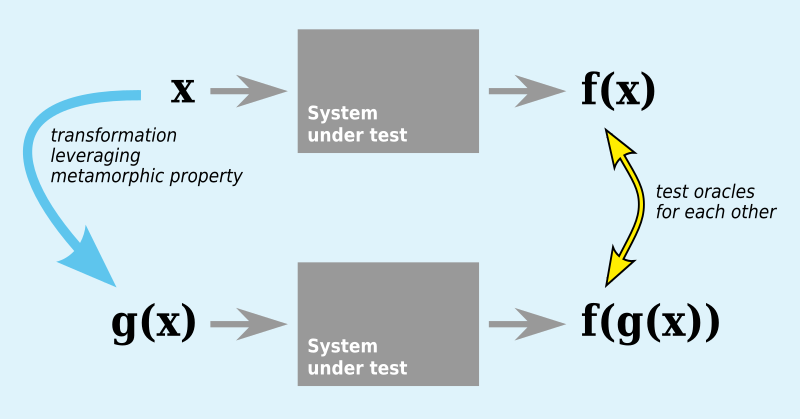 x
System
under test
f(x)
transformation
leveraging
metamorphic property
test oracles
for each other
g(x)
System
under test
f(g(x))